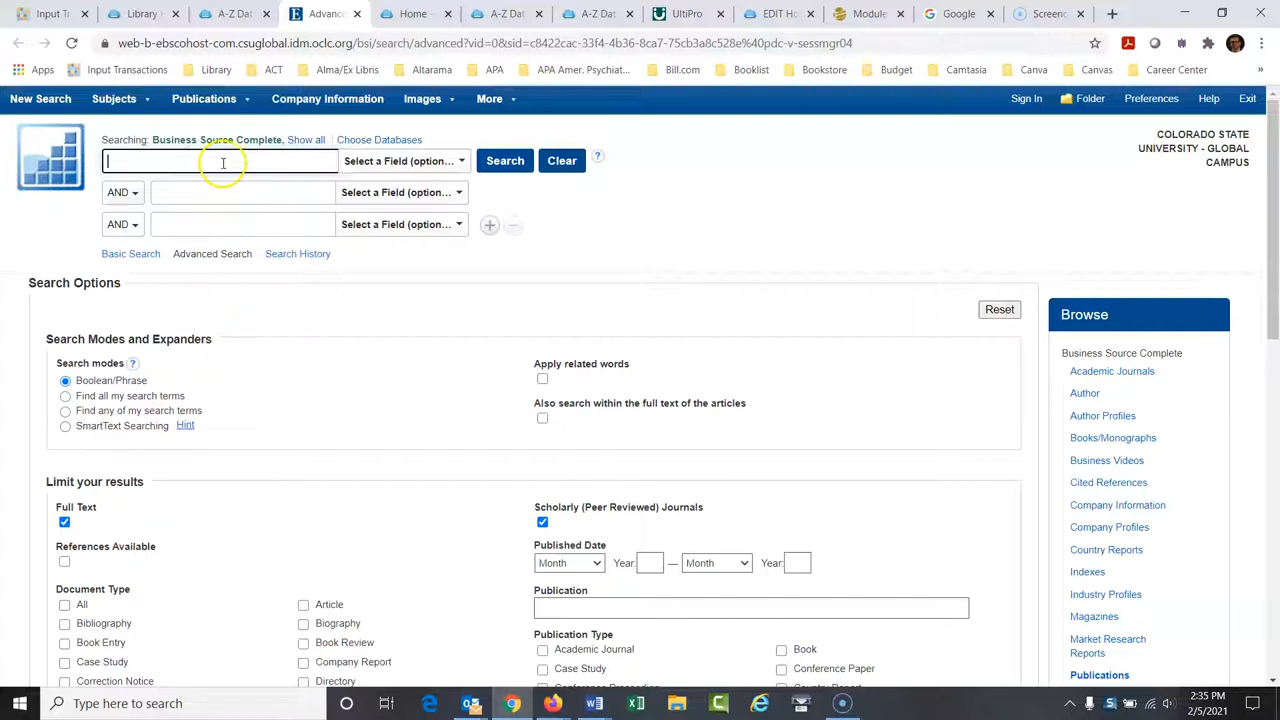 Input Trans
Library H
A-Z Dat
Advanc
Home -
A-Z Dat
A-Z Dat
UltiPro
EDIT Ho
Module
Google
Screenc
web-b-ebscohost-com.csuglobal.idm.oclc.org/bsi/search/advanced?vid=0&sid=cf422cac-33f4-4b36-8ca7-75cb3a8c528e%40pdc-v-sessmgr04
Apps Input Transactions Library ACT Alma/Ex Libris Altarama APA APA Amer. Psychiat... Bill.com Booklist Bookstore Budget Camtasia Canva Canvas Career Center »
New Search Subjects Publications Company Information Images More Sign In Folder Preferences Help Exit
Searching: Business Source Complete, Show all | Choose Databases
Select a Field (option... Search Clear ?
AND Select a Field (option...
AND Select a Field (option...
Basic Search Advanced Search Search History
COLORADO STATE
UNIVERSITY - GLOBAL
CAMPUS
Search Options
Reset
Search Modes and Expanders
Search modes ?
Boolean/Phrase
Find all my search terms
Find any of my search terms
SmartText Searching Hint
Apply related words
Also search within the full text of the articles
Limit your results
Full Text
References Available
Document Type
All
Article
Bibliography
Biography
Book Entry
Book Review
Case Study
Company Report
Correction Notice
Directory
Scholarly (Peer Reviewed) Journals
Published Date
Month Year: — Month Year:
Publication
Publication Type
Academic Journal
Book
Case Study
Conference Paper
Conference Proceeding
Country Report
Browse
Business Source Complete
Academic Journals
Author
Author Profiles
Books/Monographs
Business Videos
Cited References
Company Information
Company Profiles
Country Reports
Indexes
Industry Profiles
Magazines
Market Research
Reports
Publications
Type here to search
2:35 PM
2/5/2021